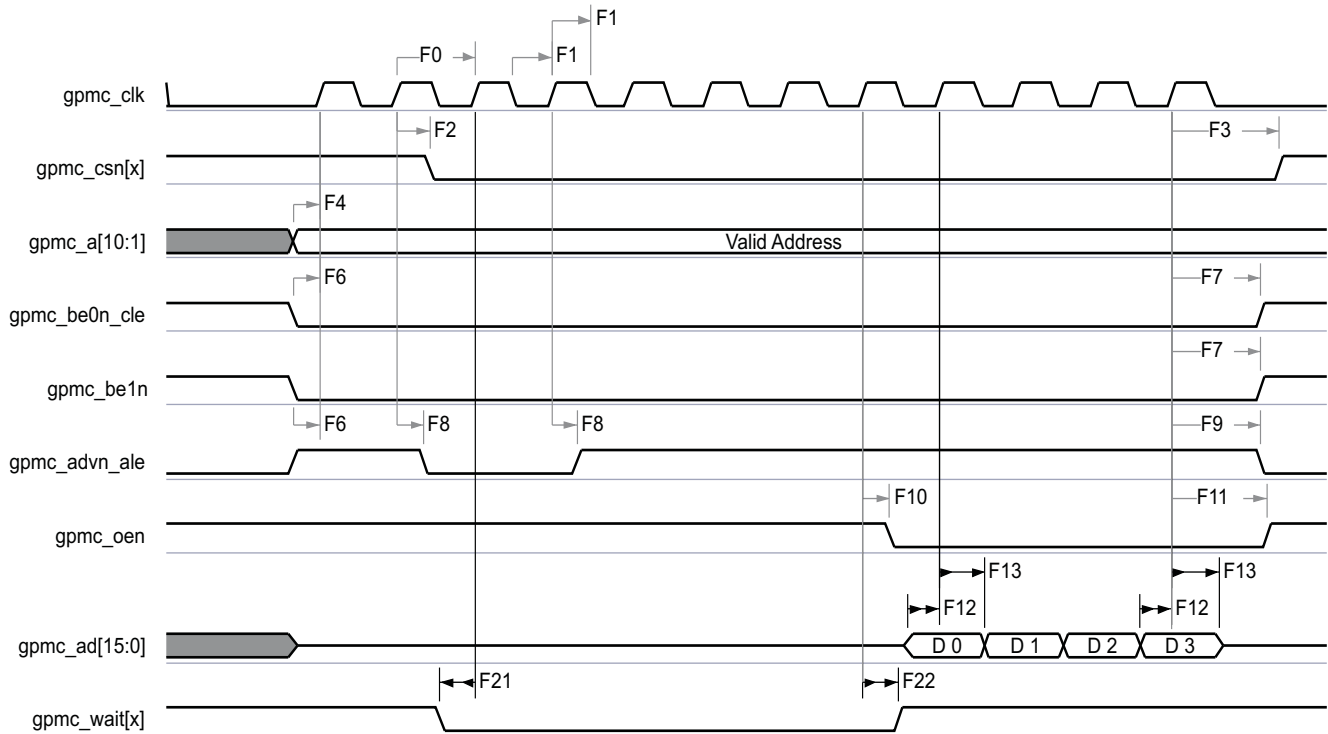 F1
F0 F1
gpmc_clk
F2 F3
gpmc_csn[x]
F4
gpmc_a[10:1] Valid Address
F6 F7
gpmc_be0n_cle
F7
gpmc_be1n
F6 F8 F8 F9
gpmc_advn_ale
F10 F11
gpmc_oen
F13 F13
F12 F12
gpmc_ad[15:0] D 0 D 1 D 2 D 3
F21 F22
gpmc_wait[x]